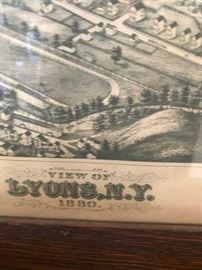 VIEW OF
LYONS, N.Y.
1880.